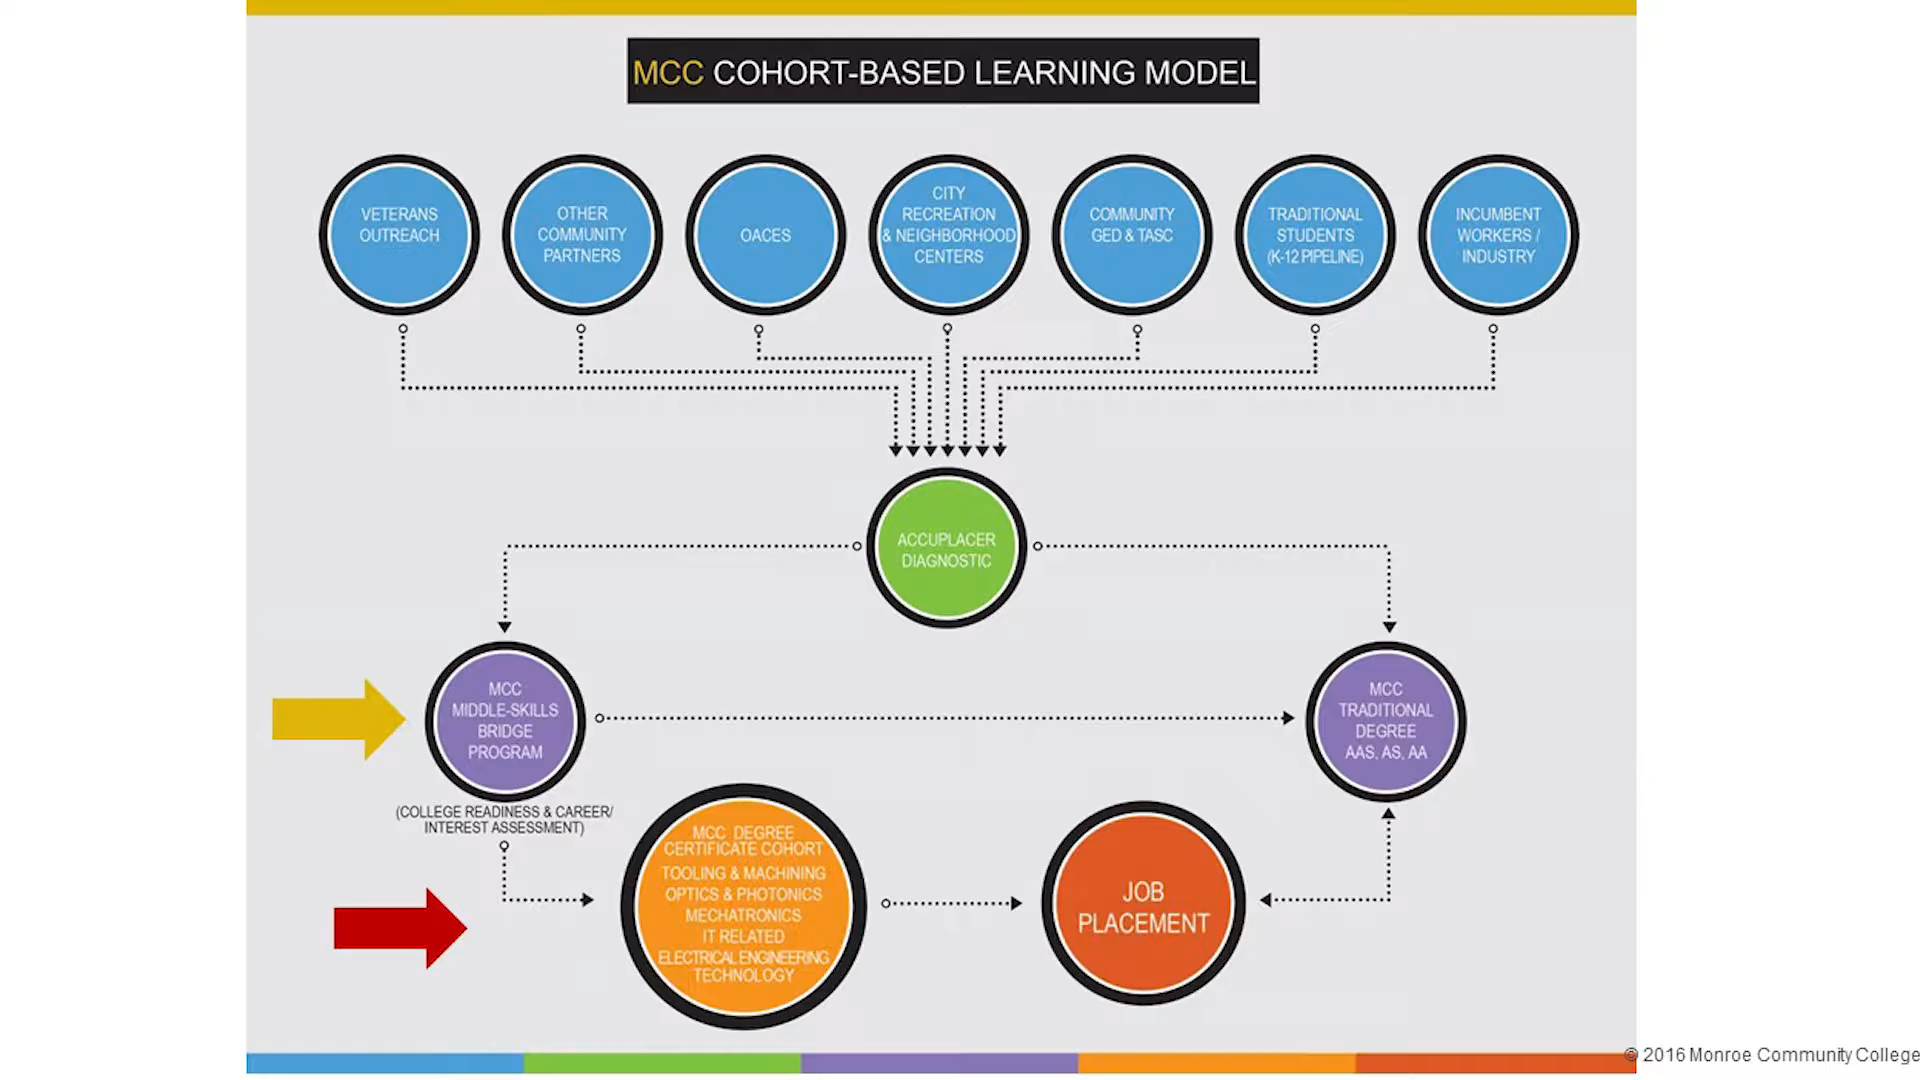 MCC COHORT-BASED LEARNING MODEL
VETERANS
OUTREACH
OTHER
COMMUNITY
PARTNERS
OACES
CITY
RECREATION
& NEIGHBORHOOD
CENTERS
COMMUNITY
GED & TASC
TRADITIONAL
STUDENTS
(K-12 PIPELINE)
INCUMBENT
WORKERS /
INDUSTRY
ACCUPLACER
DIAGNOSTIC
MCC
MIDDLE-SKILLS
BRIDGE
PROGRAM
(COLLEGE READINESS & CAREER/
INTEREST ASSESSMENT)
MCC
TRADITIONAL
DEGREE
AAS, AS, AA
MCC DEGREE
CERTIFICATE COHORT
TOOLING & MACHINING
OPTICS & PHOTONICS
MECHATRONICS
IT RELATED
ELECTRICAL ENGINEERING
TECHNOLOGY
JOB
PLACEMENT
© 2016 Monroe Community College